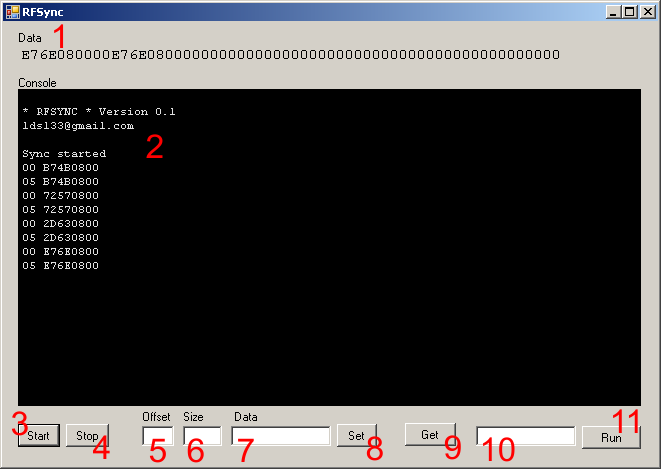 RFSync
Data 1
E76E080000E76E0800000000000000000000000000000000000000000000
Console
* RFSYNC * Version 0.1
lds133@gmail.com
2
Sync started
00 B74B0800
05 B74B0800
00 72570800
05 72570800
00 2D630800
05 2D630800
00 E76E0800
05 E76E0800
Offset Size Data
3 Start Stop 4 5 6 7 Set 8 Get 9 10 Run 11